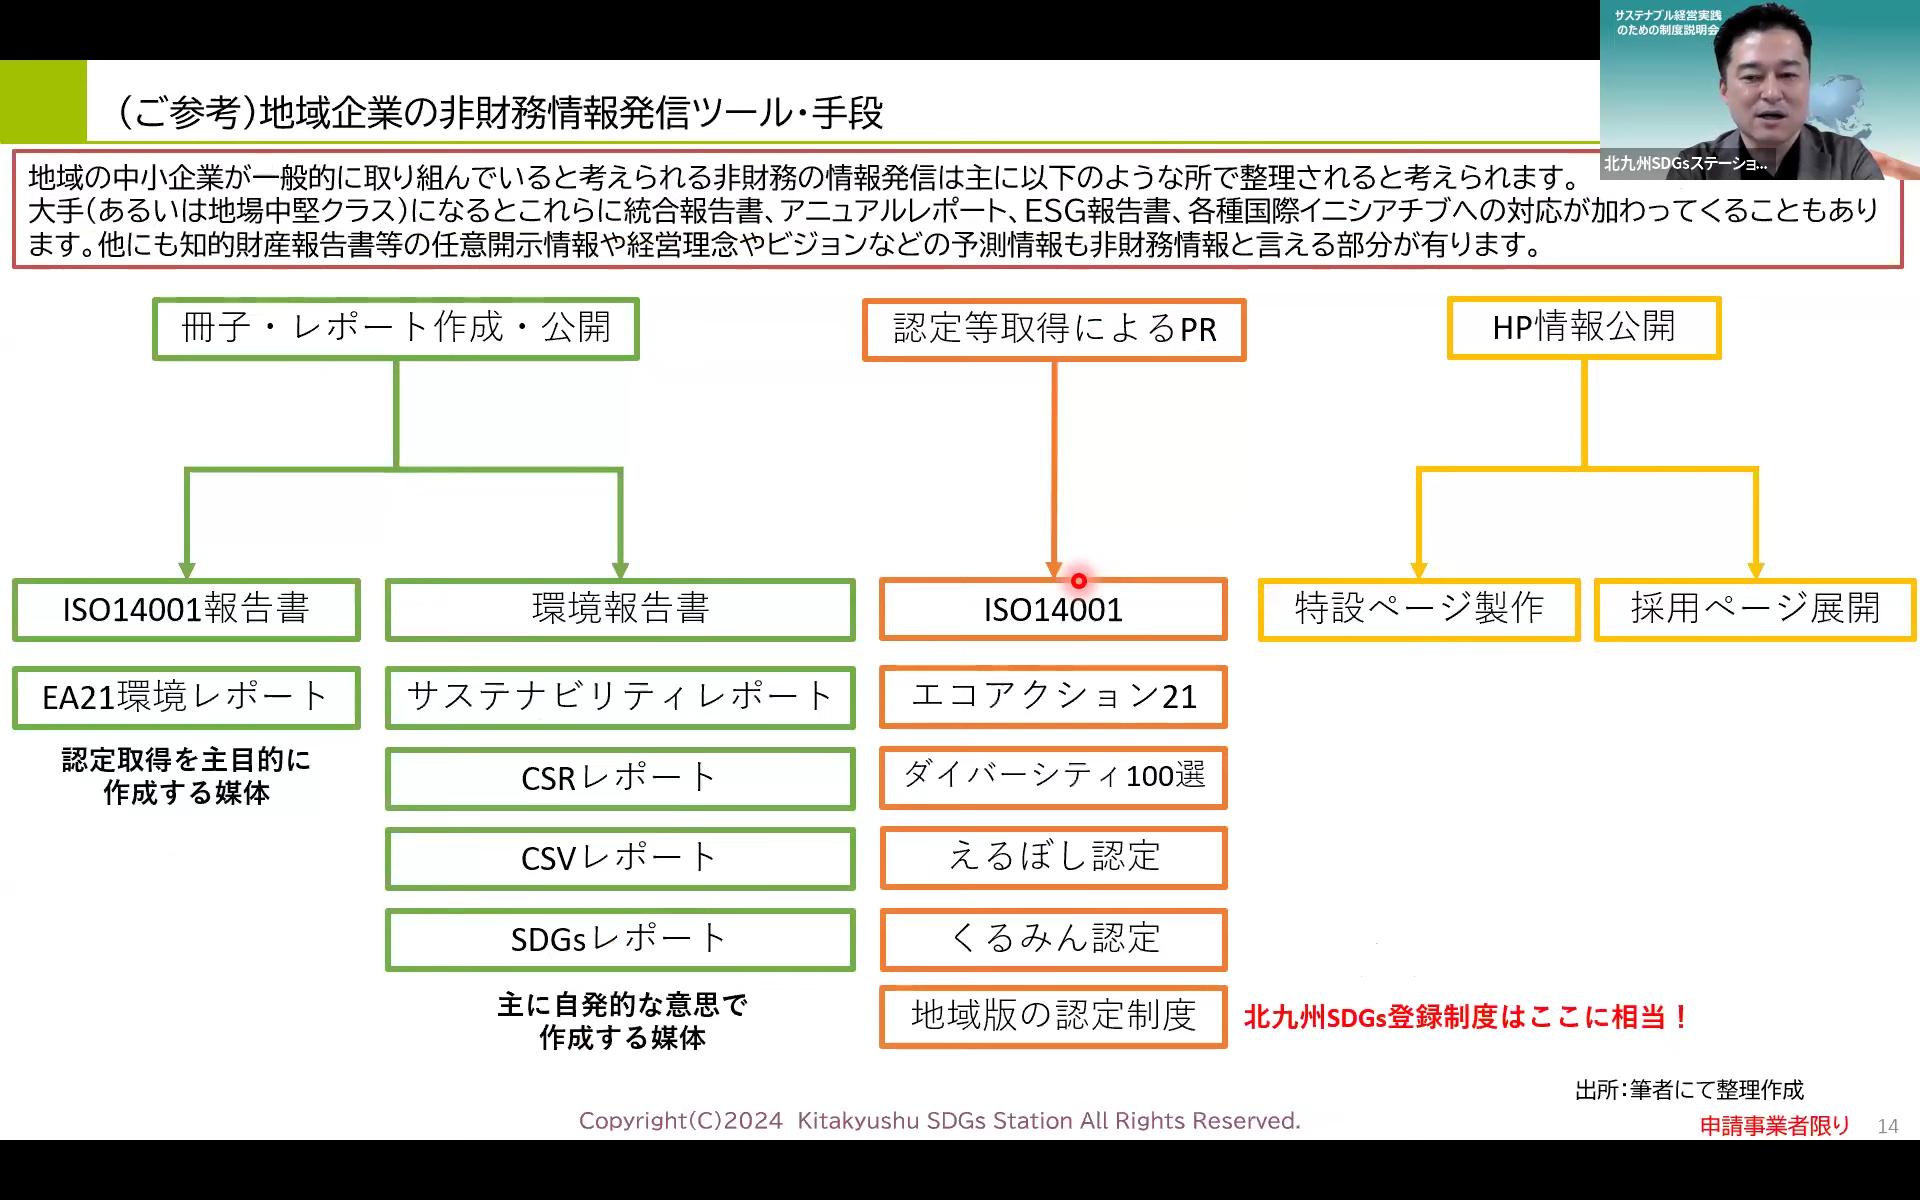 サステナブル経営実践
のための制度説明会
北九州SDGsステーショ...
（ご参考）地域企業の非財務情報発信ツール・手段
地域の中小企業が一般的に取り組んでいると考えられる非財務の情報発信は主に以下のような所で整理されると考えられます。
大手（あるいは地場中堅クラス）になるとこれらに統合報告書、アニュアルレポート、ESG報告書、各種国際イニシアチブへの対応が加わってくることもあり
ます。他にも知的財産報告書等の任意開示情報や経営理念やビジョンなどの予測情報も非財務情報と言える部分が有ります。
冊子・レポート作成・公開
ISO14001報告書
EA21環境レポート
認定取得を主目的に
作成する媒体
環境報告書
サステナビリティレポート
CSRレポート
CSVレポート
SDGsレポート
主に自発的な意思で
作成する媒体
認定等取得によるPR
ISO14001
エコアクション21
ダイバーシティ100選
えるぼし認定
くるみん認定
地域版の認定制度
北九州SDGs登録制度はここに相当！
HP情報公開
特設ページ製作
採用ページ展開
出所：筆者にて整理作成
Copyright(C)2024 Kitakyushu SDGs Station All Rights Reserved.
申請事業者限り
14